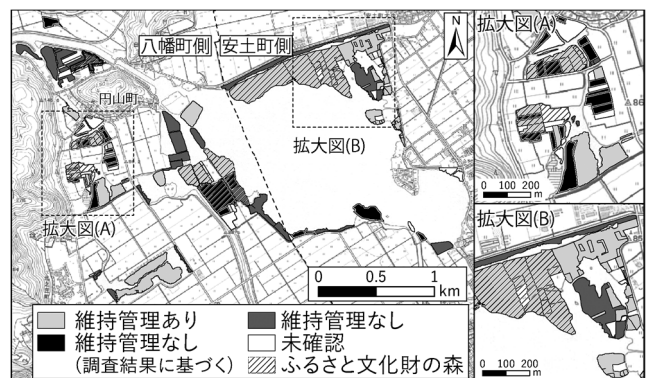 八幡町側 安土町側
N
円山町
拡大図(A)
拡大図(B)
0 0.5 1
km
維持管理あり
維持管理なし
維持管理なし
(調査結果に基づく)
未確認
ふるさと文化財の森
拡大図(A)
0 100 200
m
拡大図(B)
0 100 200
m